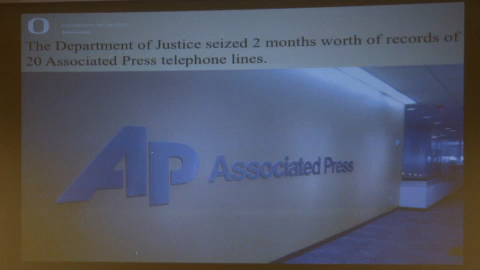 O
The Department of Justice seized 2 months worth of records of
20 Associated Press telephone lines.
AP Associated Press